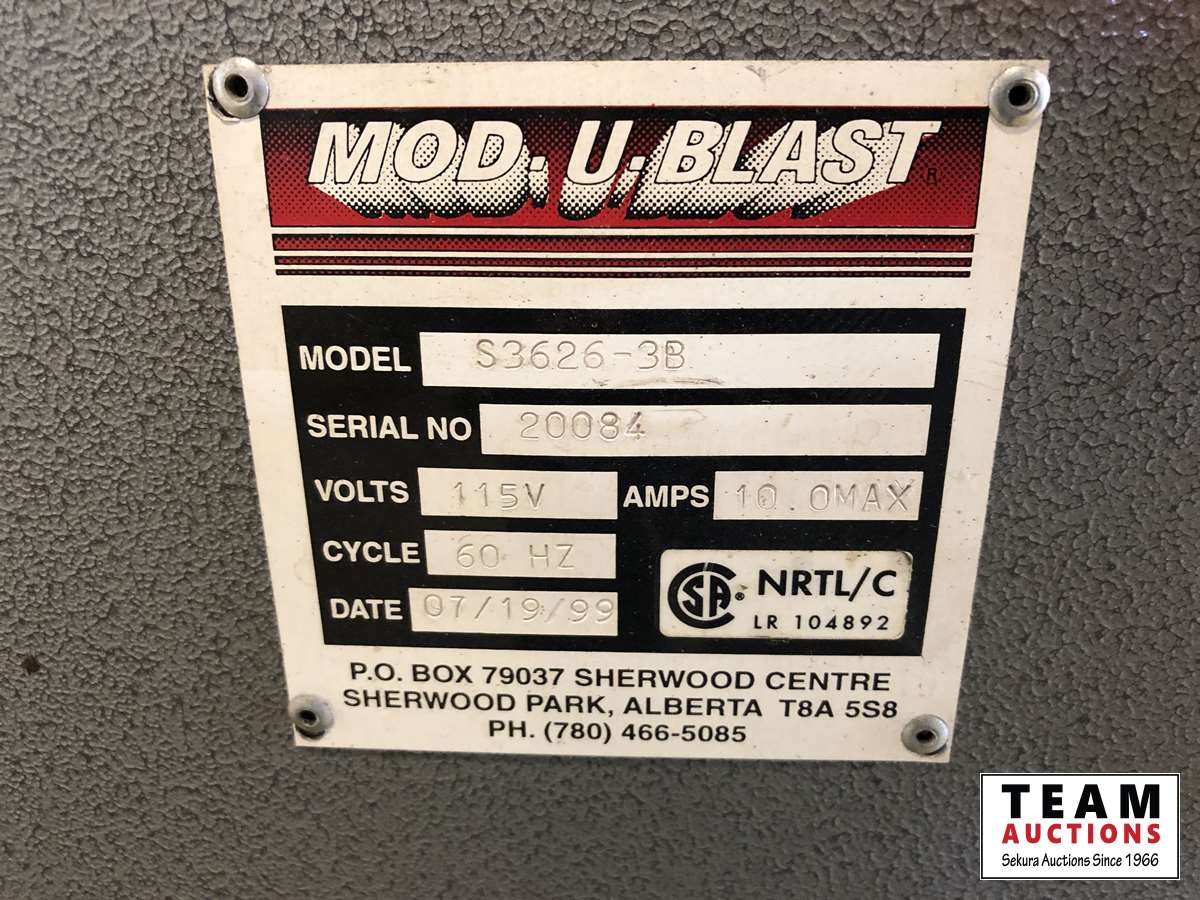 MOD·U·BLAST®
MODEL S3626-3B
SERIAL NO 20084
VOLTS 115V AMPS 10.0MAX
CYCLE 60 HZ
DATE 07/19/99
CSA® NRTL/C
LR 104892
P.O. BOX 79037 SHERWOOD CENTRE
SHERWOOD PARK, ALBERTA T8A 5S8
PH. (780) 466-5085
TEAM
AUCTIONS
Sekura Auctions Since 1966